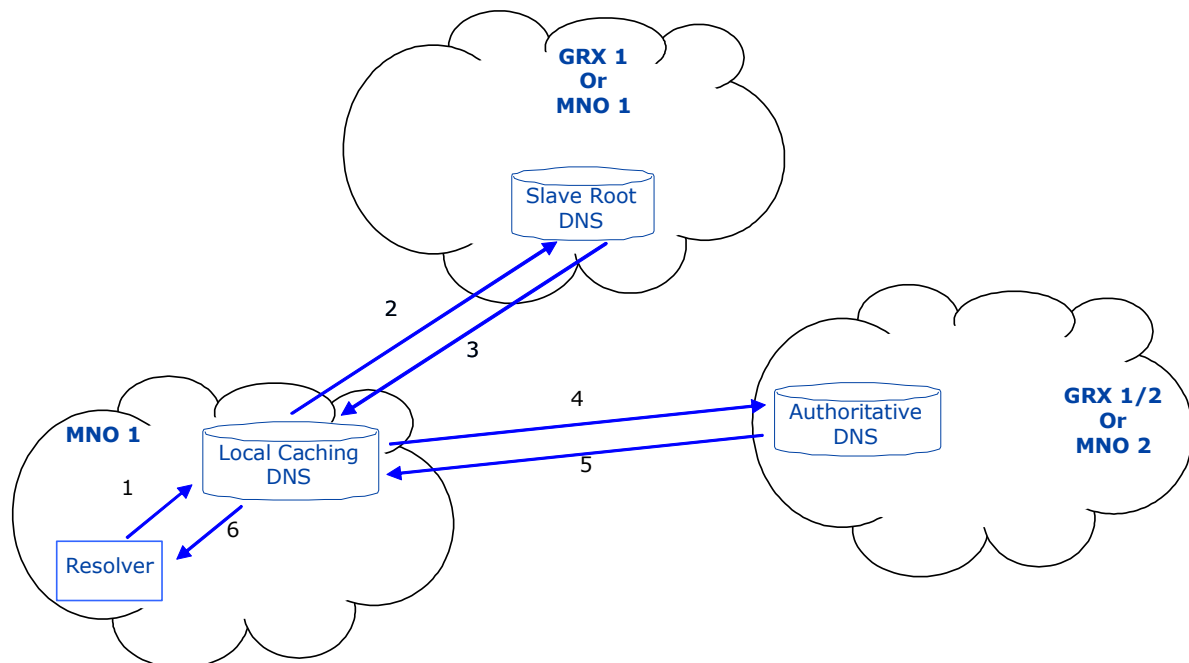 GRX 1
Or
MNO 1
Slave Root
DNS
2
3
MNO 1
Local Caching
DNS
1
6
Resolver
4
5
Authoritative
DNS
GRX 1/2
Or
MNO 2